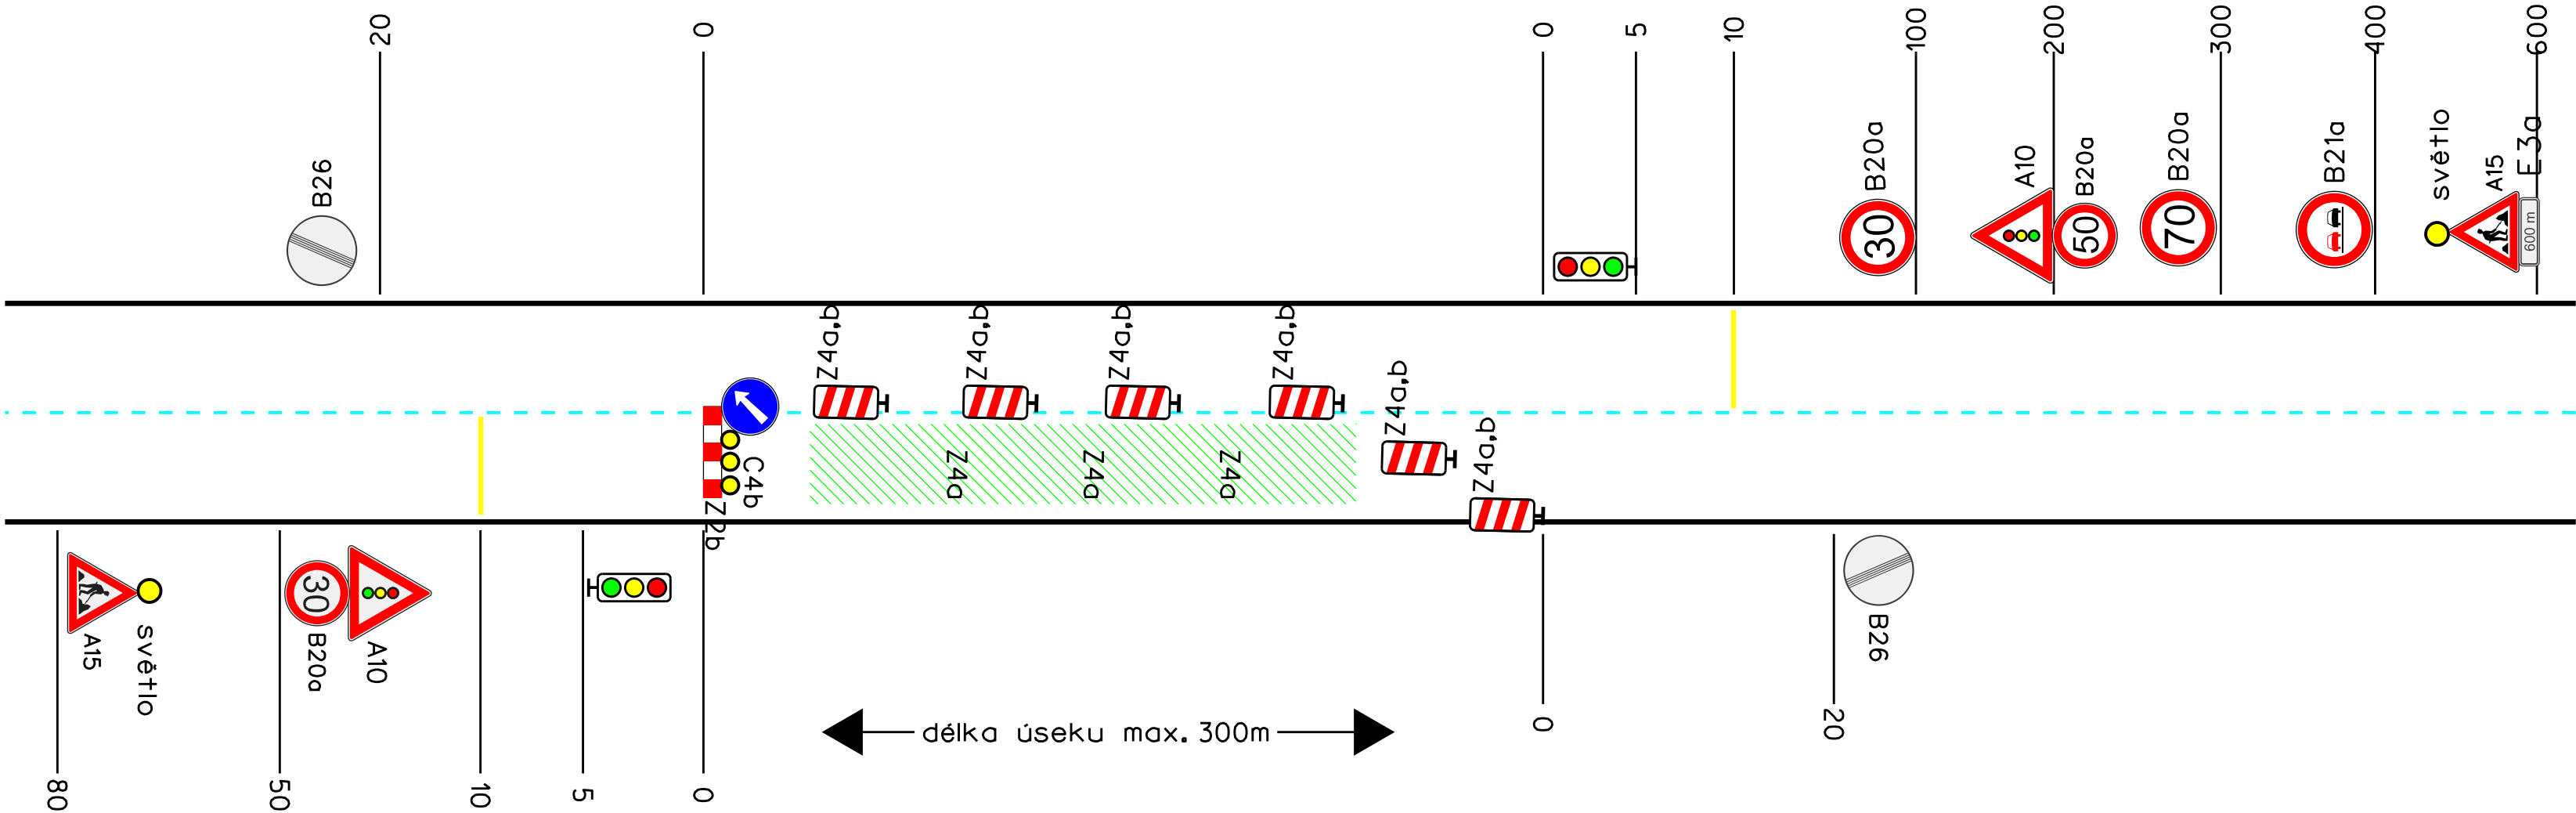 20
0
0
5
10
100
200
300
400
600
B26
B20a
A10
B20a
B20a
B21a
světlo
A15
E 3a
30
50
70
600 m
Z4a,b
Z4a,b
Z4a,b
Z4a,b
Z4a,b
Z4a,b
C4b
Z2b
Z4a
Z4a
Z4a
A15
světlo
30
B20a
A10
B26
délka úseku max. 300m
80
50
10
5
0
0
20